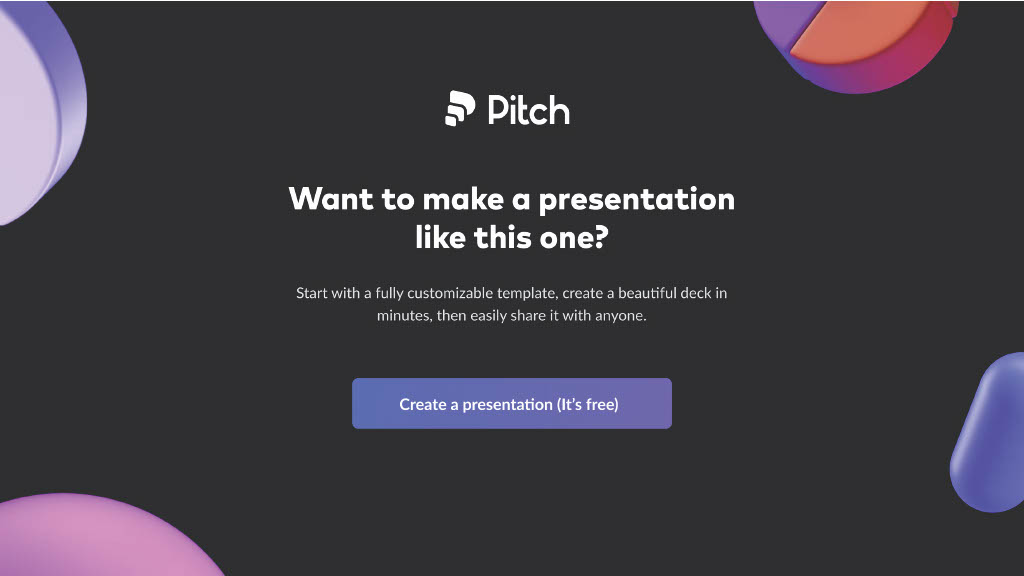 Pitch
Want to make a presentation
like this one?
Start with a fully customizable template, create a beautiful deck in
minutes, then easily share it with anyone.
Create a presentation (It's free)